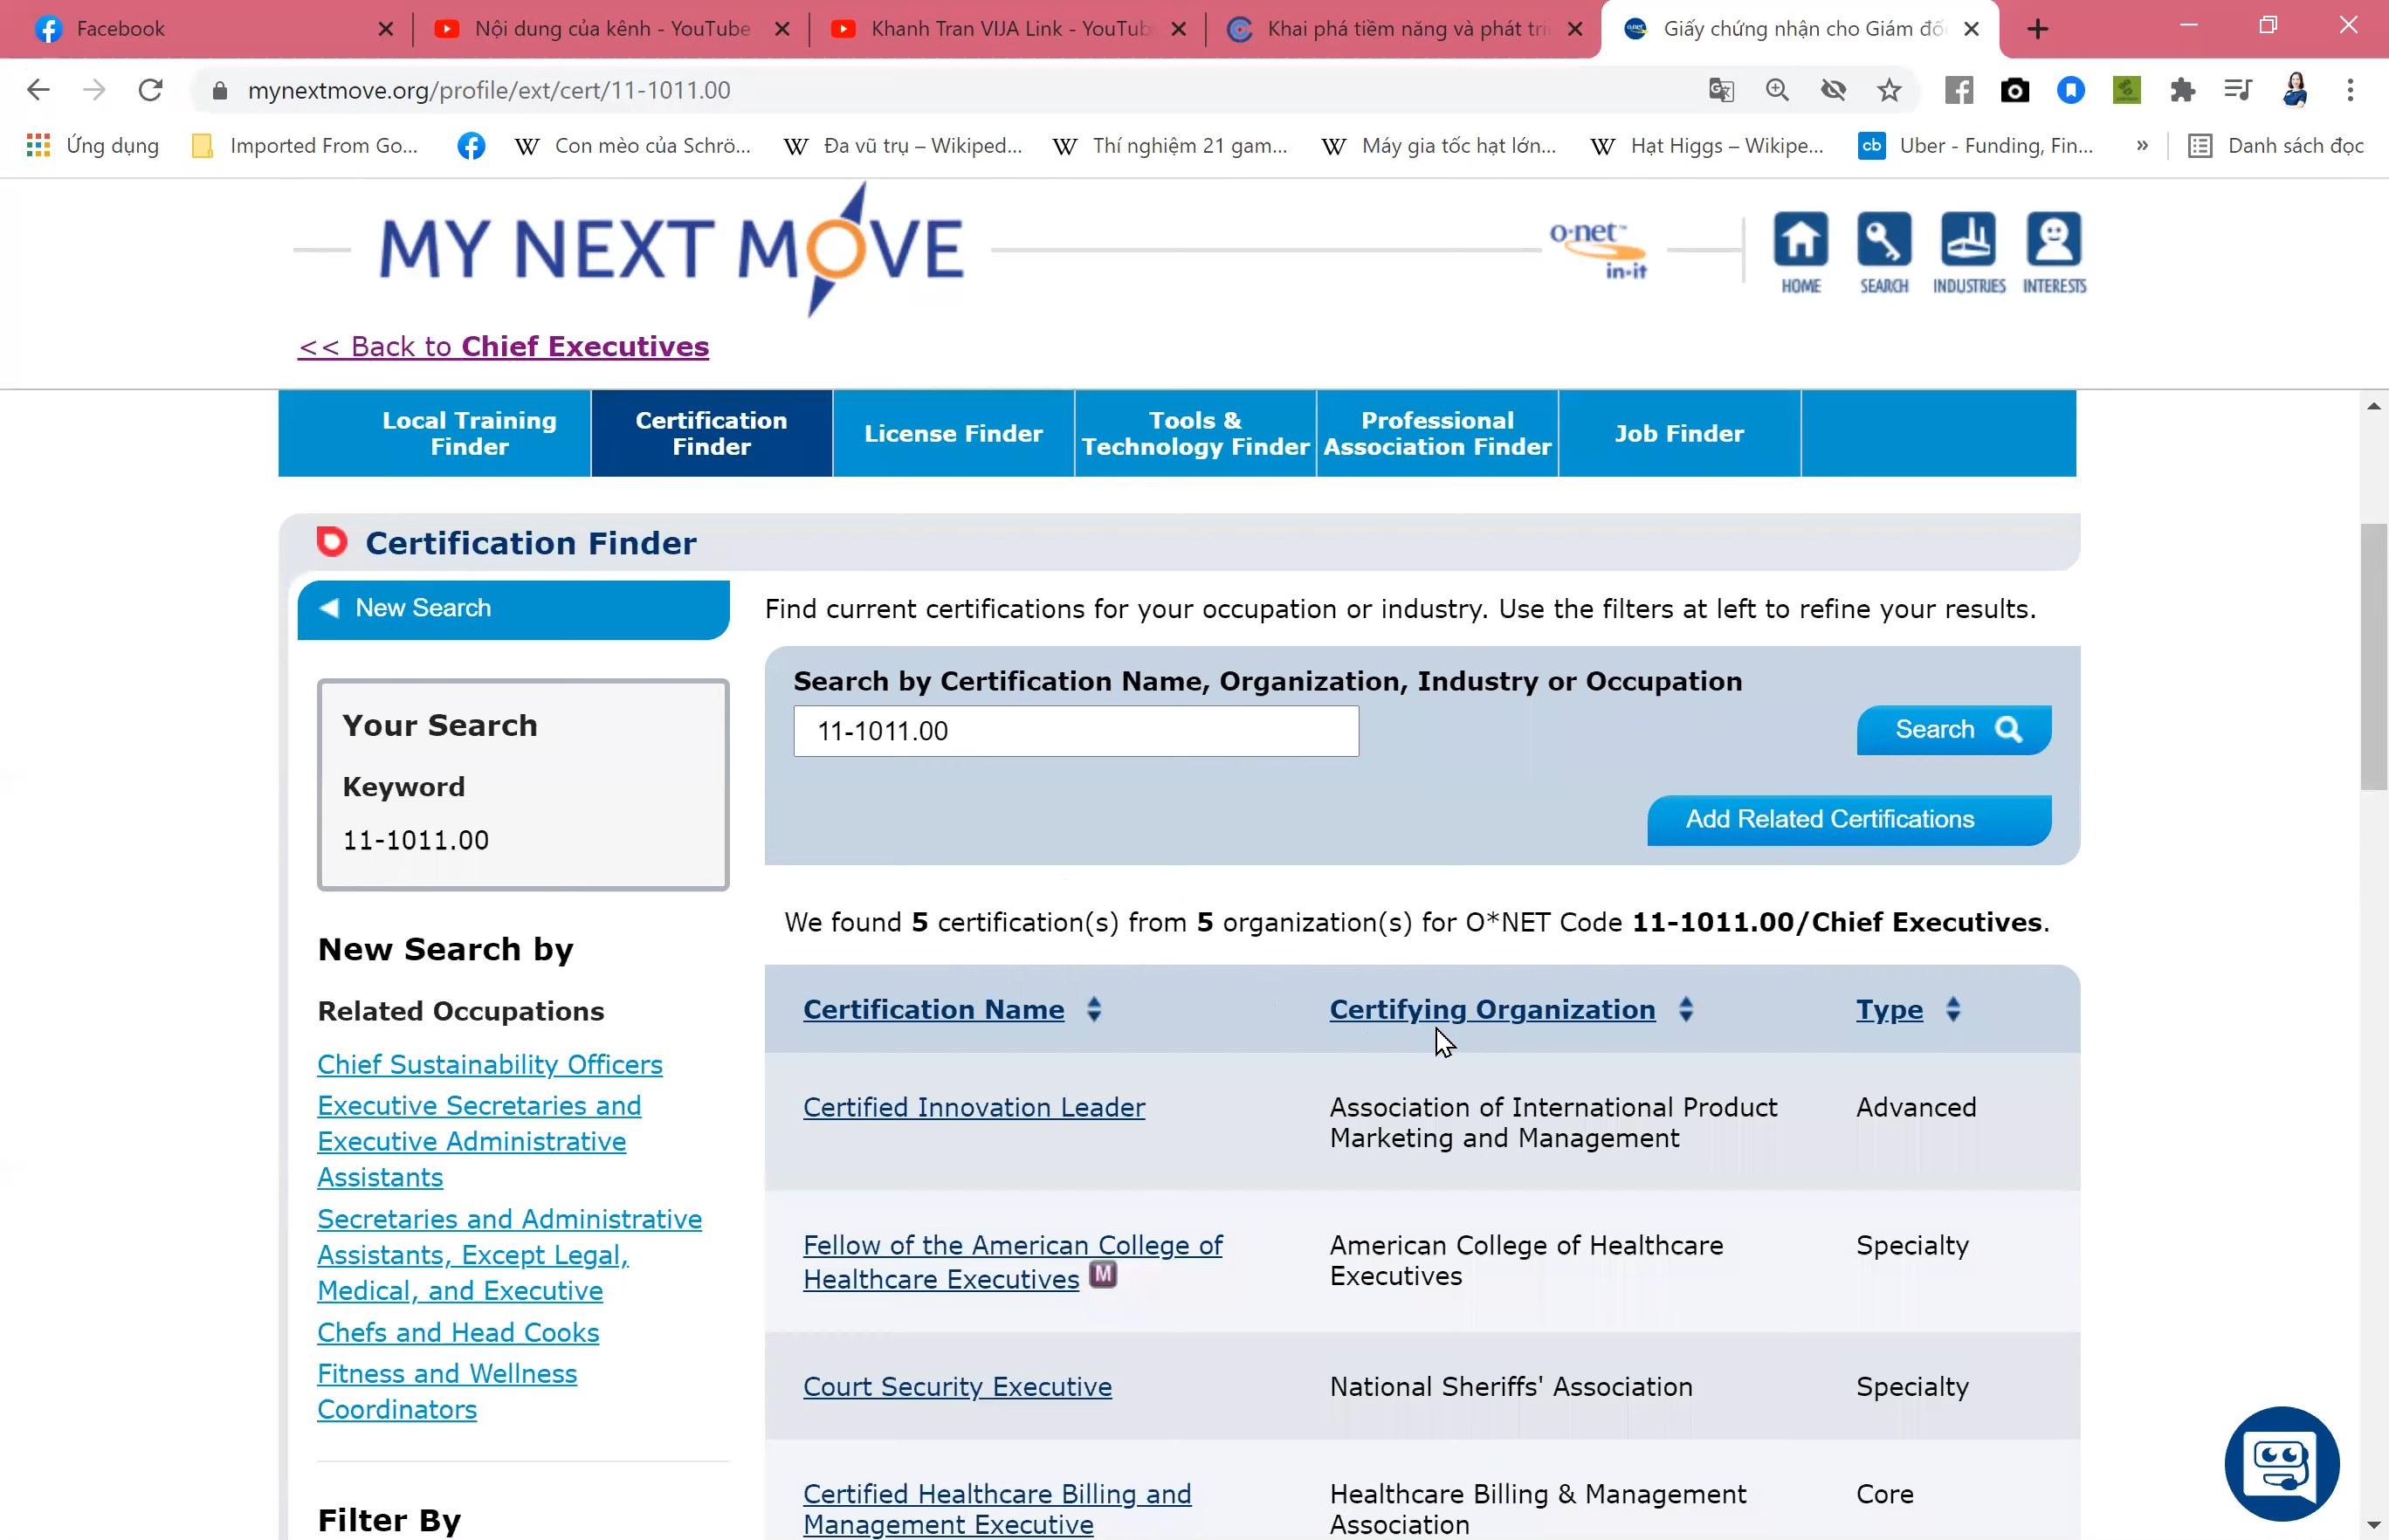 Facebook
Nội dung của kênh - YouTube
Khanh Tran VIJA Link - YouTub
Khai phá tiềm năng và phát tri
Giấy chứng nhận cho Giám đố
mynextmove.org/profile/ext/cert/11-1011.00
Ứng dụng
Imported From Go...
Con mèo của Schrö...
Đa vũ trụ – Wikiped...
Thí nghiệm 21 gam...
Máy gia tốc hạt lớn...
Hạt Higgs – Wikipe...
cb
Uber - Funding, Fin...
»
Danh sách đọc
MY NEXT MOVE
o·net™
in·it
HOME
SEARCH
INDUSTRIES
INTERESTS
<< Back to Chief Executives
Local Training
Finder
Certification
Finder
License Finder
Tools &
Technology Finder
Professional
Association Finder
Job Finder
Certification Finder
New Search
Find current certifications for your occupation or industry. Use the filters at left to refine your results.
Your Search
Keyword
11-1011.00
Search by Certification Name, Organization, Industry or Occupation
11-1011.00
Search
Add Related Certifications
We found 5 certification(s) from 5 organization(s) for O*NET Code 11-1011.00/Chief Executives.
New Search by
Related Occupations
Chief Sustainability Officers
Executive Secretaries and
Executive Administrative
Assistants
Secretaries and Administrative
Assistants, Except Legal,
Medical, and Executive
Chefs and Head Cooks
Fitness and Wellness
Coordinators
Filter By
Certification Name
Certifying Organization
Type
Certified Innovation Leader
Association of International Product
Marketing and Management
Advanced
Fellow of the American College of
Healthcare Executives M
American College of Healthcare
Executives
Specialty
Court Security Executive
National Sheriffs' Association
Specialty
Certified Healthcare Billing and
Management Executive
Healthcare Billing & Management
Association
Core